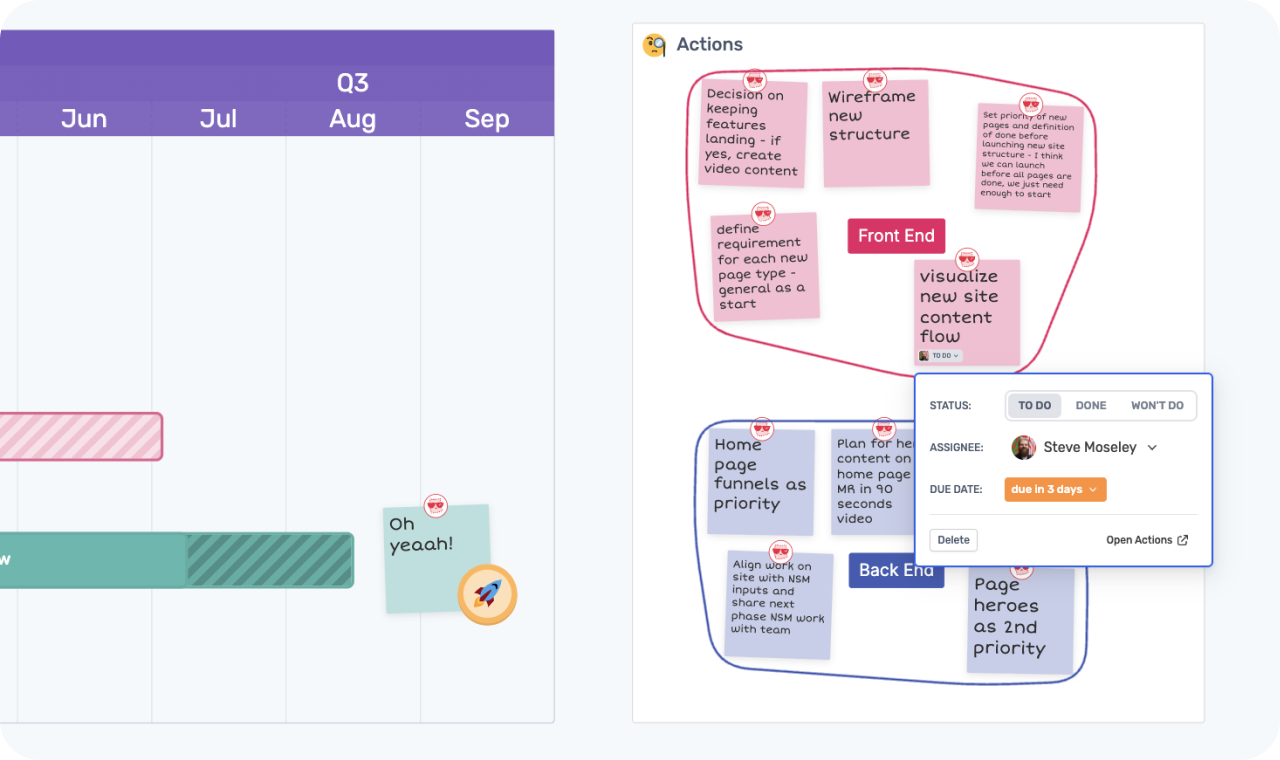 Q3
Jun
Jul
Aug
Sep
w
Oh
yeaah!
Actions
Decision on
keeping
features
landing - if
yes, create
video content
Wireframe
new
structure
Set priority of new
pages and definition
of done before
launching new site
structure - I think
we can launch
before all pages are
done, we just need
enough to start
define
requirement
for each new
page type -
general as a
start
Front End
visualize
new site
content
flow
TO DO
Home
page
funnels as
priority
Plan for her
content on
home page
MR in 90
seconds
video
Align work on
site with NSM
inputs and
share next
phase NSM work
with team
Back End
Page
heroes
as 2nd
priority
STATUS:
TO DO
DONE
WON'T DO
ASSIGNEE:
Steve Moseley
DUE DATE:
due in 3 days
Delete
Open Actions